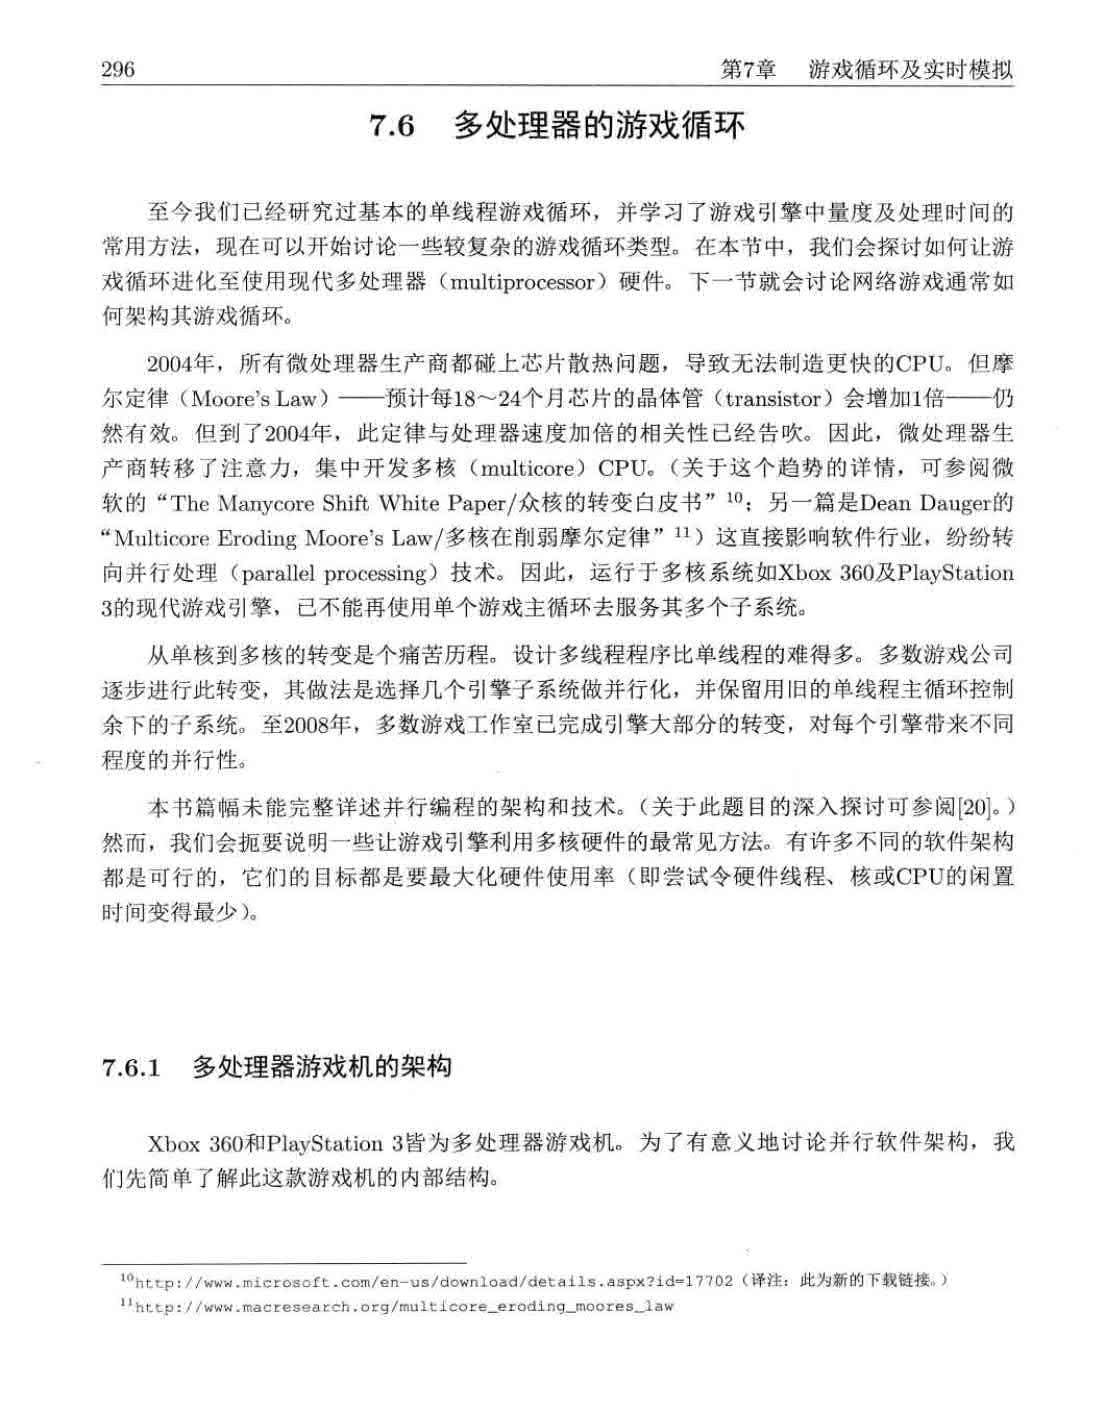 296 第7章 游戏循环及实时模拟
7.6 多处理器的游戏循环
至今我们已经研究过基本的单线程游戏循环，并学习了游戏引擎中量度及处理时间的
常用方法，现在可以开始讨论一些较复杂的游戏循环类型。在本节中，我们会探讨如何让游
戏循环进化至使用现代多处理器（multiprocessor）硬件。下一节就会讨论网络游戏通常如
何架构其游戏循环。
2004年，所有微处理器生产商都碰上芯片散热问题，导致无法制造更快的CPU。但摩
尔定律（Moore's Law）——预计每18～24个月芯片的晶体管（transistor）会增加1倍——仍
然有效。但到了2004年，此定律与处理器速度加倍的相关性已经告吹。因此，微处理器生
产商转移了注意力，集中开发多核（multicore）CPU。（关于这个趋势的详情，可参阅微
软的“The Manycore Shift White Paper/众核的转变白皮书”10；另一篇是Dean Dauger的
“Multicore Eroding Moore's Law/多核在削弱摩尔定律”11）这直接影响软件行业，纷纷转
向并行处理（parallel processing）技术。因此，运行于多核系统如Xbox 360及PlayStation
3的现代游戏引擎，已不能再使用单个游戏主循环去服务其多个子系统。
从单核到多核的转变是个痛苦历程。设计多线程程序比单线程的难得多。多数游戏公司
逐步进行此转变，其做法是选择几个引擎子系统做并行化，并保留用旧的单线程主循环控制
余下的子系统。至2008年，多数游戏工作室已完成引擎大部分的转变，对每个引擎带来不同
程度的并行性。
本书篇幅未能完整详述并行编程的架构和技术。（关于此题目的深入探讨可参阅[20]。）
然而，我们会扼要说明一些让游戏引擎利用多核硬件的最常见方法。有许多不同的软件架构
都是可行的，它们的目标都是要最大化硬件使用率（即尝试令硬件线程、核或CPU的闲置
时间变得最少）。
7.6.1 多处理器游戏机的架构
Xbox 360和PlayStation 3皆为多处理器游戏机。为了有意义地讨论并行软件架构，我
们先简单了解此这款游戏机的内部结构。
10http://www.microsoft.com/en-us/download/details.aspx?id=17702（译注：此为新的下载链接。）
11http://www.macresearch.org/multicore_eroding_moores_law